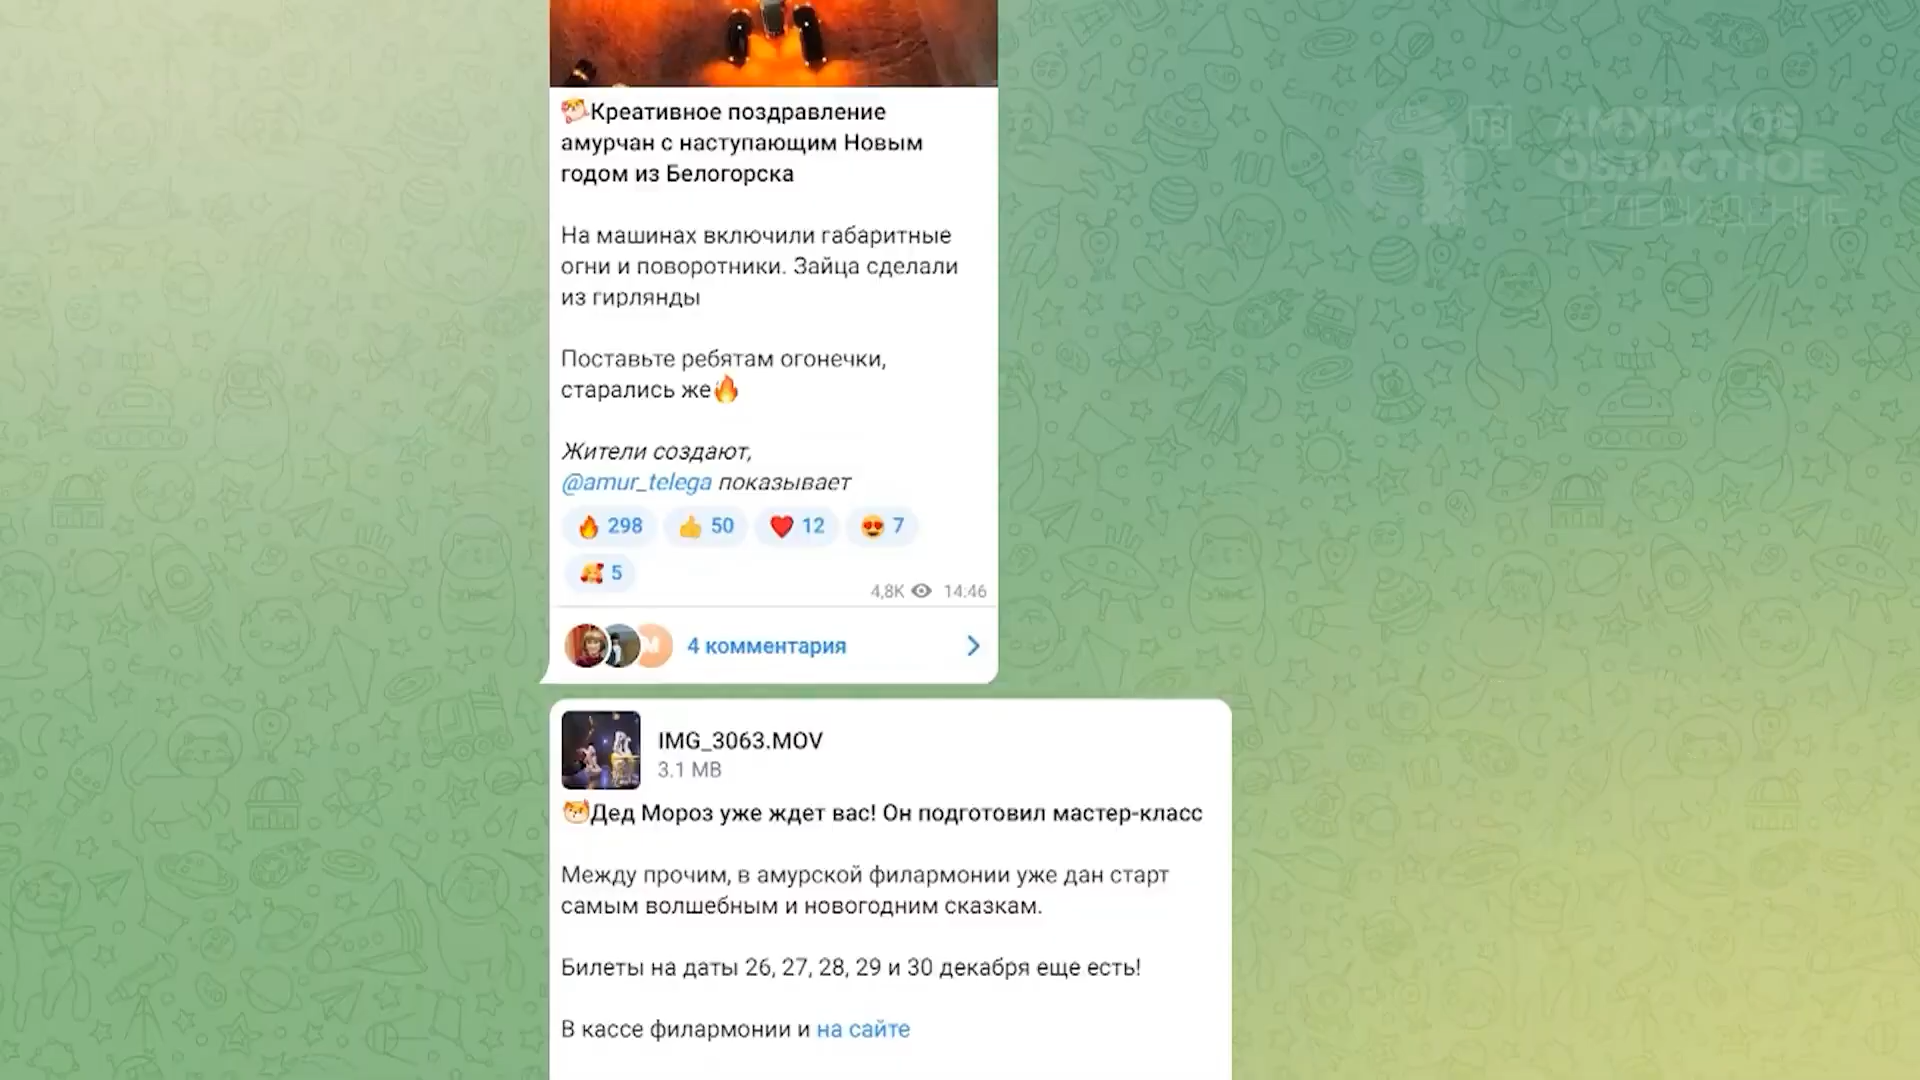 Креативное поздравление
амурчан с наступающим Новым
годом из Белогорска
На машинах включили габаритные
огни и поворотники. Зайца сделали
из гирлянды
Поставьте ребятам огонечки,
старались же🔥
Жители создают,
@amur_telega показывает
🔥 298 👍 50 ❤️ 12 😍 7
🥰 5
4,8K 14:46
М
4 комментария
ТВ
АМУРСКОЕ
ОБЛАСТНОЕ
ТЕЛЕВИДЕНИЕ
IMG_3063.MOV
3.1 MB
Дед Мороз уже ждет вас! Он подготовил мастер-класс
Между прочим, в амурской филармонии уже дан старт
самым волшебным и новогодним сказкам.
Билеты на даты 26, 27, 28, 29 и 30 декабря еще есть!
В кассе филармонии и на сайте